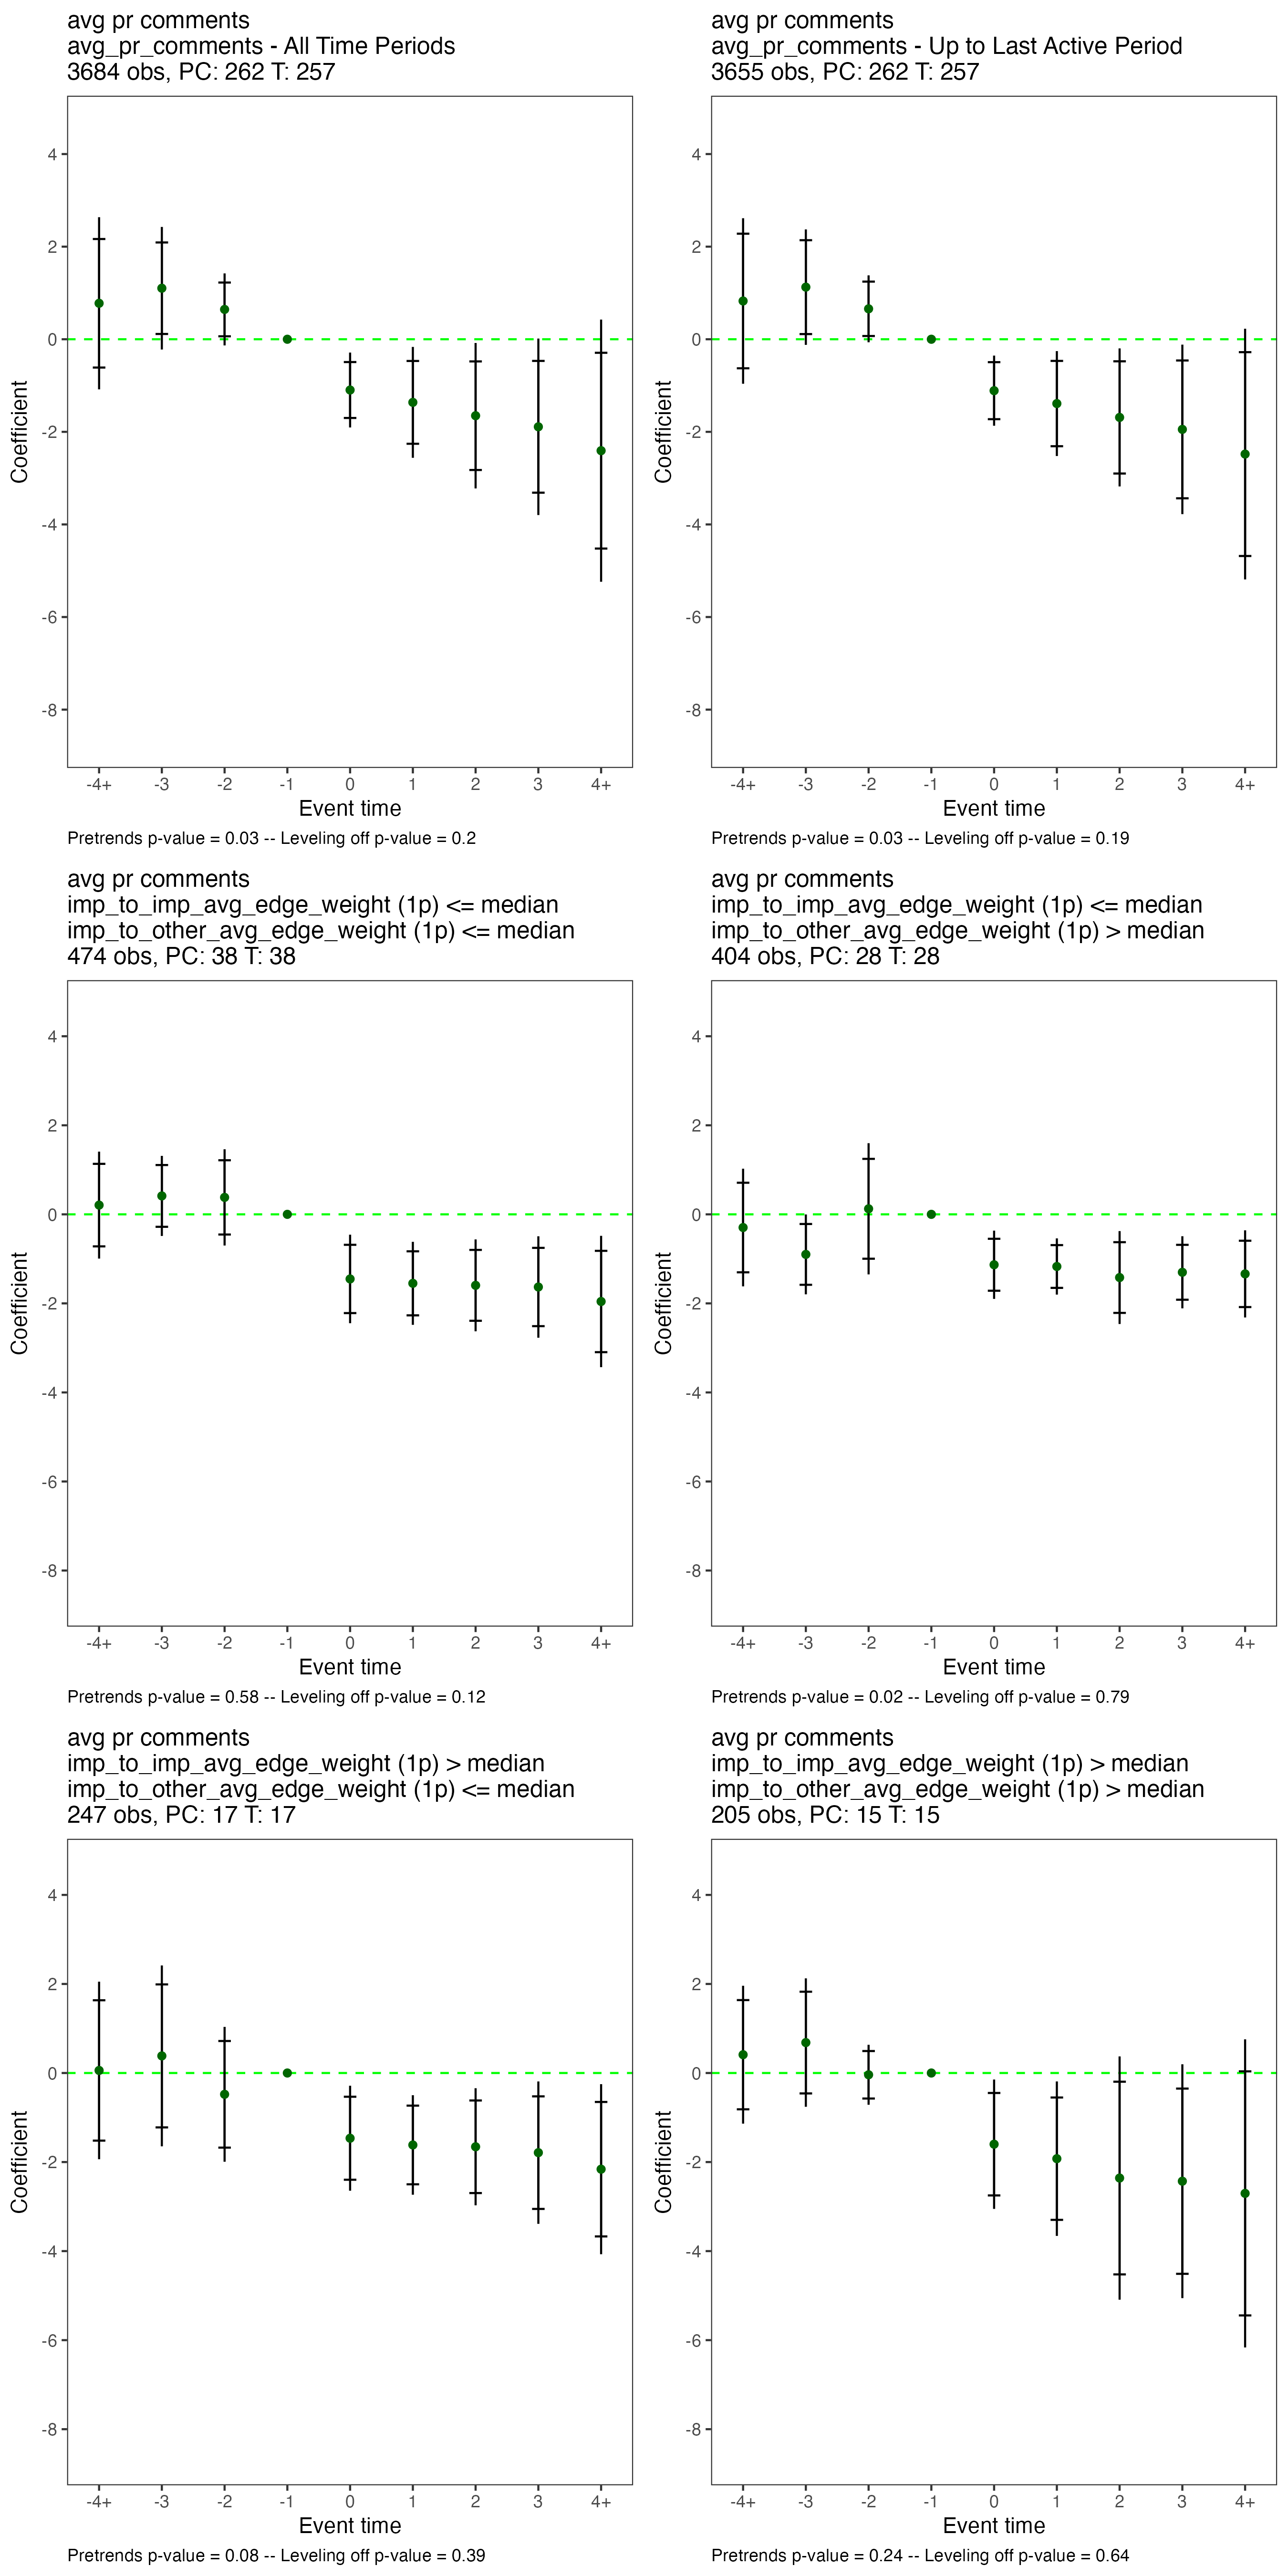 avg pr comments
avg_pr_comments - All Time Periods
3684 obs, PC: 262 T: 257
4
2
0
-2
-4
-6
-8
Coefficient
-4+ -3 -2 -1 0 1 2 3 4+
Event time
Pretrends p-value = 0.03 -- Leveling off p-value = 0.2
avg pr comments
avg_pr_comments - Up to Last Active Period
3655 obs, PC: 262 T: 257
4
2
0
-2
-4
-6
-8
Coefficient
-4+ -3 -2 -1 0 1 2 3 4+
Event time
Pretrends p-value = 0.03 -- Leveling off p-value = 0.19
avg pr comments
imp_to_imp_avg_edge_weight (1p) <= median
imp_to_other_avg_edge_weight (1p) <= median
474 obs, PC: 38 T: 38
4
2
0
-2
-4
-6
-8
Coefficient
-4+ -3 -2 -1 0 1 2 3 4+
Event time
Pretrends p-value = 0.58 -- Leveling off p-value = 0.12
avg pr comments
imp_to_imp_avg_edge_weight (1p) <= median
imp_to_other_avg_edge_weight (1p) > median
404 obs, PC: 28 T: 28
4
2
0
-2
-4
-6
-8
Coefficient
-4+ -3 -2 -1 0 1 2 3 4+
Event time
Pretrends p-value = 0.02 -- Leveling off p-value = 0.79
avg pr comments
imp_to_imp_avg_edge_weight (1p) > median
imp_to_other_avg_edge_weight (1p) <= median
247 obs, PC: 17 T: 17
4
2
0
-2
-4
-6
-8
Coefficient
-4+ -3 -2 -1 0 1 2 3 4+
Event time
Pretrends p-value = 0.08 -- Leveling off p-value = 0.39
avg pr comments
imp_to_imp_avg_edge_weight (1p) > median
imp_to_other_avg_edge_weight (1p) > median
205 obs, PC: 15 T: 15
4
2
0
-2
-4
-6
-8
Coefficient
-4+ -3 -2 -1 0 1 2 3 4+
Event time
Pretrends p-value = 0.24 -- Leveling off p-value = 0.64